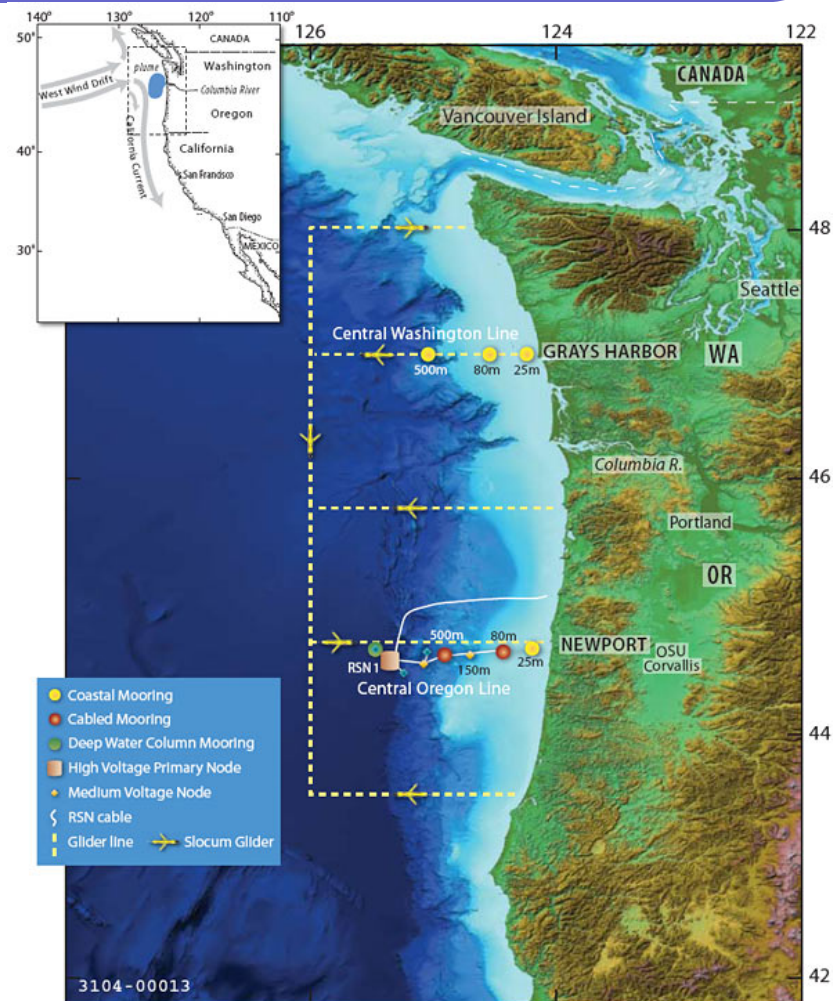 140°
130°
120°
110°
50°
40°
30°
CANADA
Washington
plume
Columbia River
West Wind Drift
Oregon
California Current
California
San Francisco
San Diego
MEXICO
126
124
122
CANADA
Vancouver Island
48
Seattle
Central Washington Line
GRAYS HARBOR
WA
500m
80m
25m
Columbia R.
46
Portland
OR
500m
80m
NEWPORT
RSN 1
150m
25m
OSU
Corvallis
Central Oregon Line
44
Coastal Mooring
Cabled Mooring
Deep Water Column Mooring
High Voltage Primary Node
Medium Voltage Node
RSN cable
Glider line
Slocum Glider
3104-00013
42